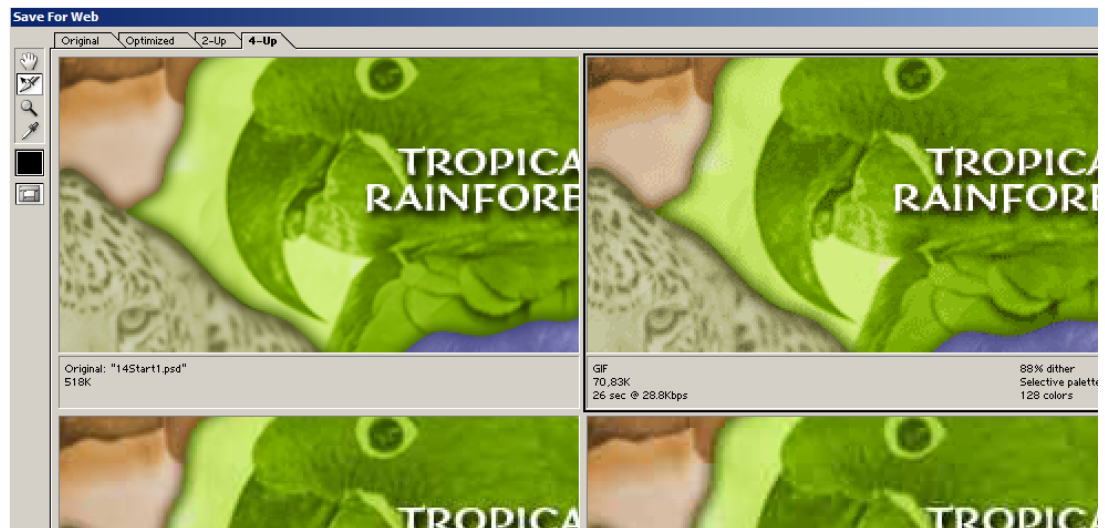 Save For Web
Original Optimized 2-Up 4-Up
TROPICA
RAINFORE
TROPICA
RAINFORE
Original: "14Start1.psd"
518K
GIF
70,83K
26 sec @ 28.8Kbps
88% dither
Selective palette
128 colors
TROPICA
TROPICA